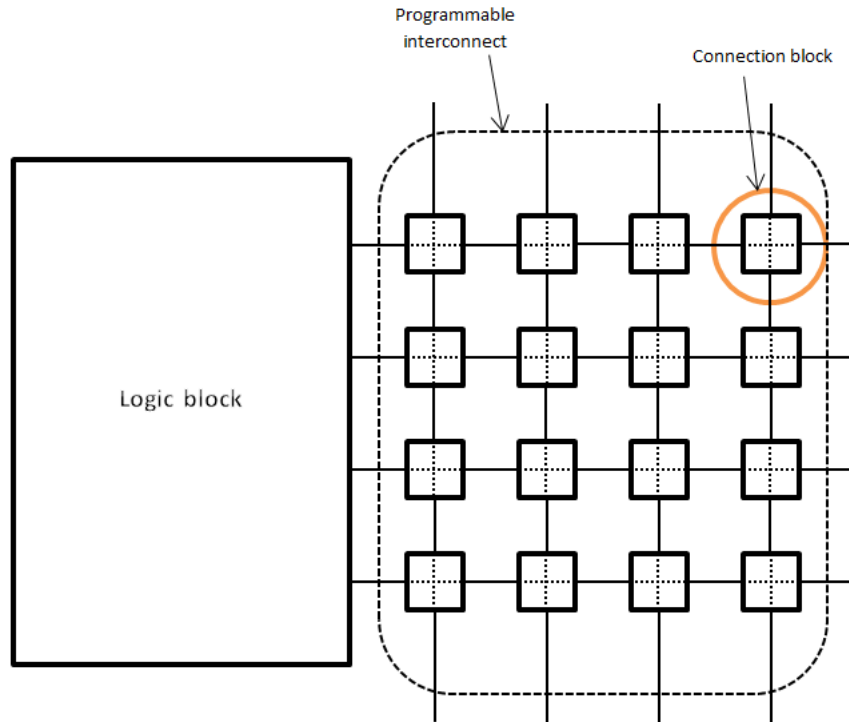 Programmable
interconnect
Connection block
Logic block